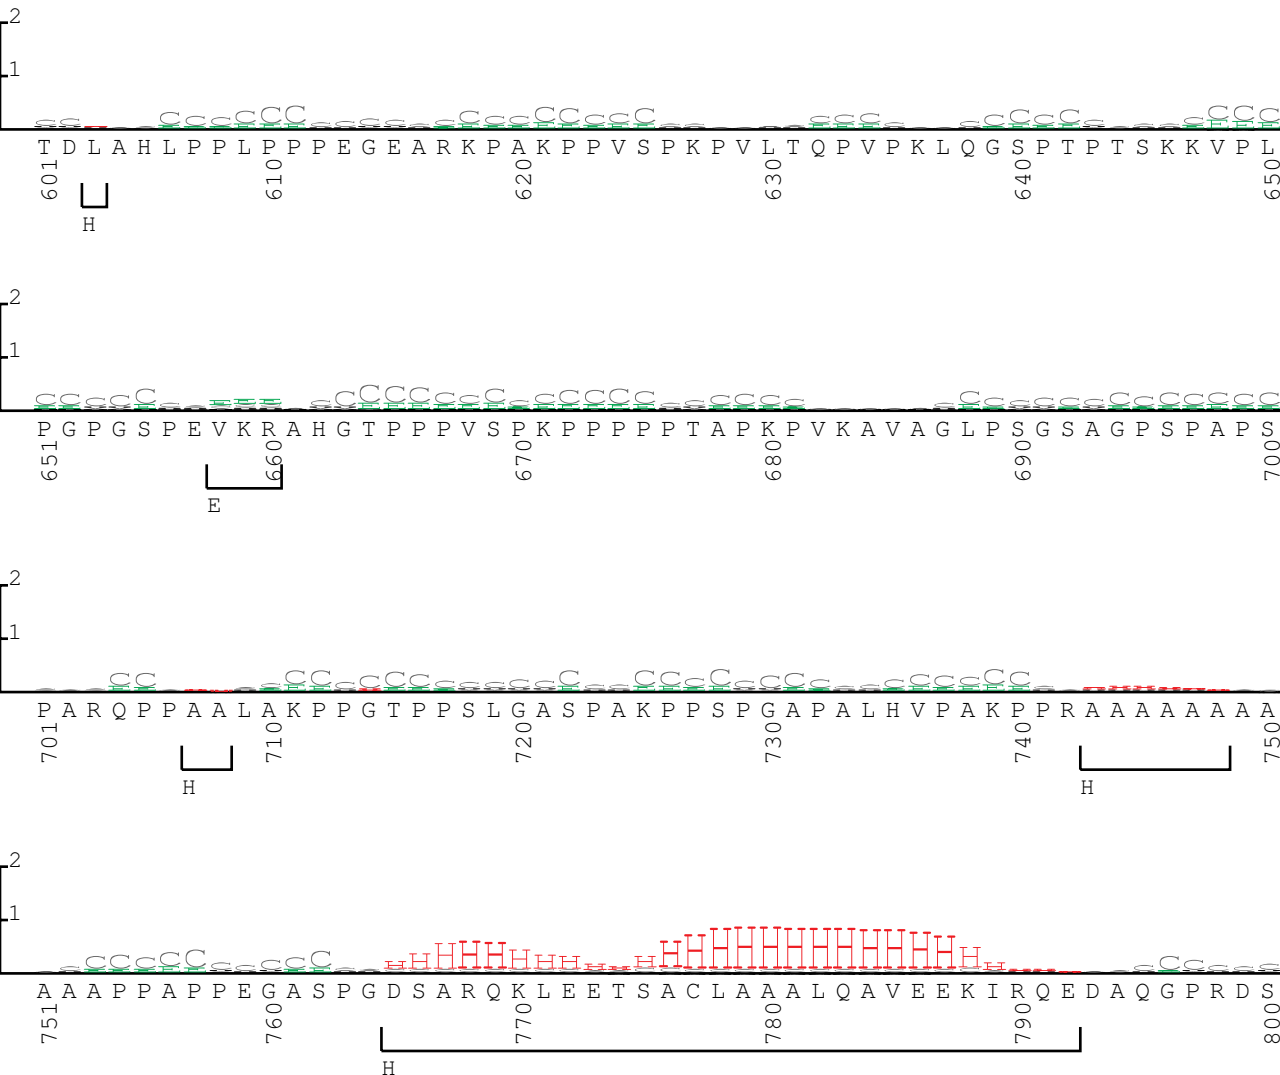 2
1
T D L A H L P P L P P P E G E A R K P A K P P V S P K P V L T Q P V P K L Q G S P T P T S K K V P L
601 610 620 630 640 650
H
2
1
P G P G S P E V K R A H G T P P P V S P K P P P P P T A P K P V K A V A G L P S G S A G P S P A P S
651 660 670 680 690 700
E
2
1
P A R Q P P A A L A K P P G T P P S L G A S P A K P P S P G A P A L H V P A K P P R A A A A A A A A
701 710 720 730 740 750
H H
2
1
A A A P P A P P E G A S P G D S A R Q K L E E T S A C L A A A L Q A V E E K I R Q E D A Q G P R D S
751 760 770 780 790 800
H